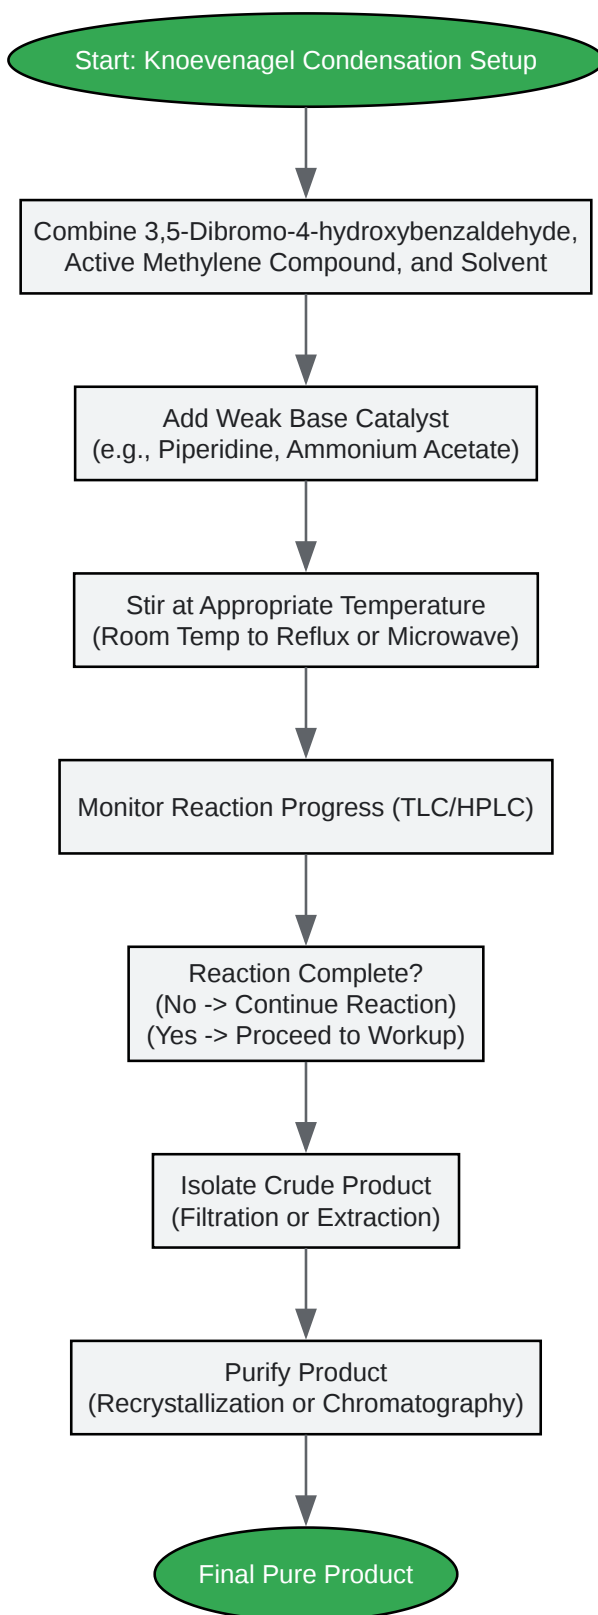 Start: Knoevenagel Condensation Setup
Combine 3,5-Dibromo-4-hydroxybenzaldehyde,
Active Methylene Compound, and Solvent
Add Weak Base Catalyst
(e.g., Piperidine, Ammonium Acetate)
Stir at Appropriate Temperature
(Room Temp to Reflux or Microwave)
Monitor Reaction Progress (TLC/HPLC)
Reaction Complete?
(No -> Continue Reaction)
(Yes -> Proceed to Workup)
Isolate Crude Product
(Filtration or Extraction)
Purify Product
(Recrystallization or Chromatography)
Final Pure Product